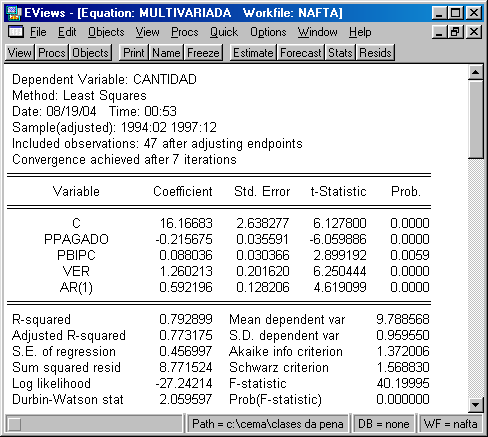 EViews - [Equation: MULTIVARIADA Workfile: NAFTA]
File Edit Objects View Procs Quick Options Window Help
View Procs Objects Print Name Freeze Estimate Forecast Stats Resids
Dependent Variable: CANTIDAD
Method: Least Squares
Date: 08/19/04 Time: 00:53
Sample(adjusted): 1994:02 1997:12
Included observations: 47 after adjusting endpoints
Convergence achieved after 7 iterations
Variable Coefficient Std. Error t-Statistic Prob.
C 16.16683 2.638277 6.127800 0.0000
PPAGADO -0.215675 0.035591 -6.059886 0.0000
PBIPC 0.088036 0.030366 2.899192 0.0059
VER 1.260213 0.201620 6.250444 0.0000
AR(1) 0.592196 0.128206 4.619099 0.0000
R-squared 0.792899 Mean dependent var 9.788568
Adjusted R-squared 0.773175 S.D. dependent var 0.959550
S.E. of regression 0.456997 Akaike info criterion 1.372006
Sum squared resid 8.771524 Schwarz criterion 1.568830
Log likelihood -27.24214 F-statistic 40.19995
Durbin-Watson stat 2.059597 Prob(F-statistic) 0.000000
Path = c:\cema\clases da pena DB = none WF = nafta